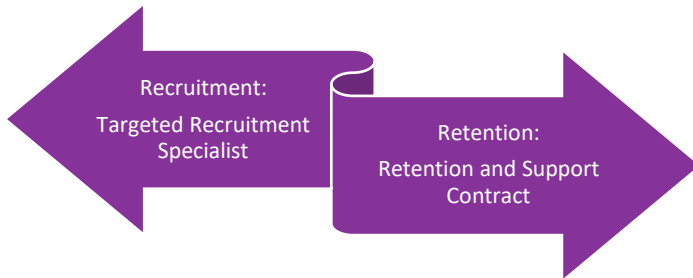 Recruitment:
Targeted Recruitment
Specialist
Retention:
Retention and Support
Contract